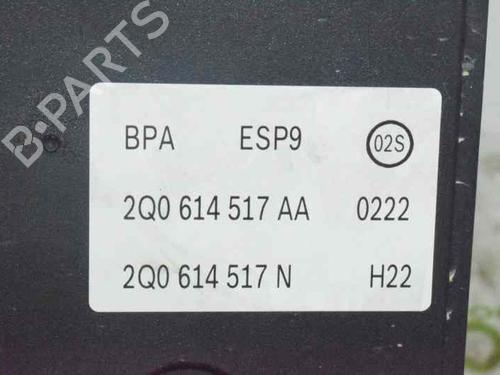 B-PARTS
BPA ESP9 02S
2Q0 614 517 AA 0222
2Q0 614 517 N H22